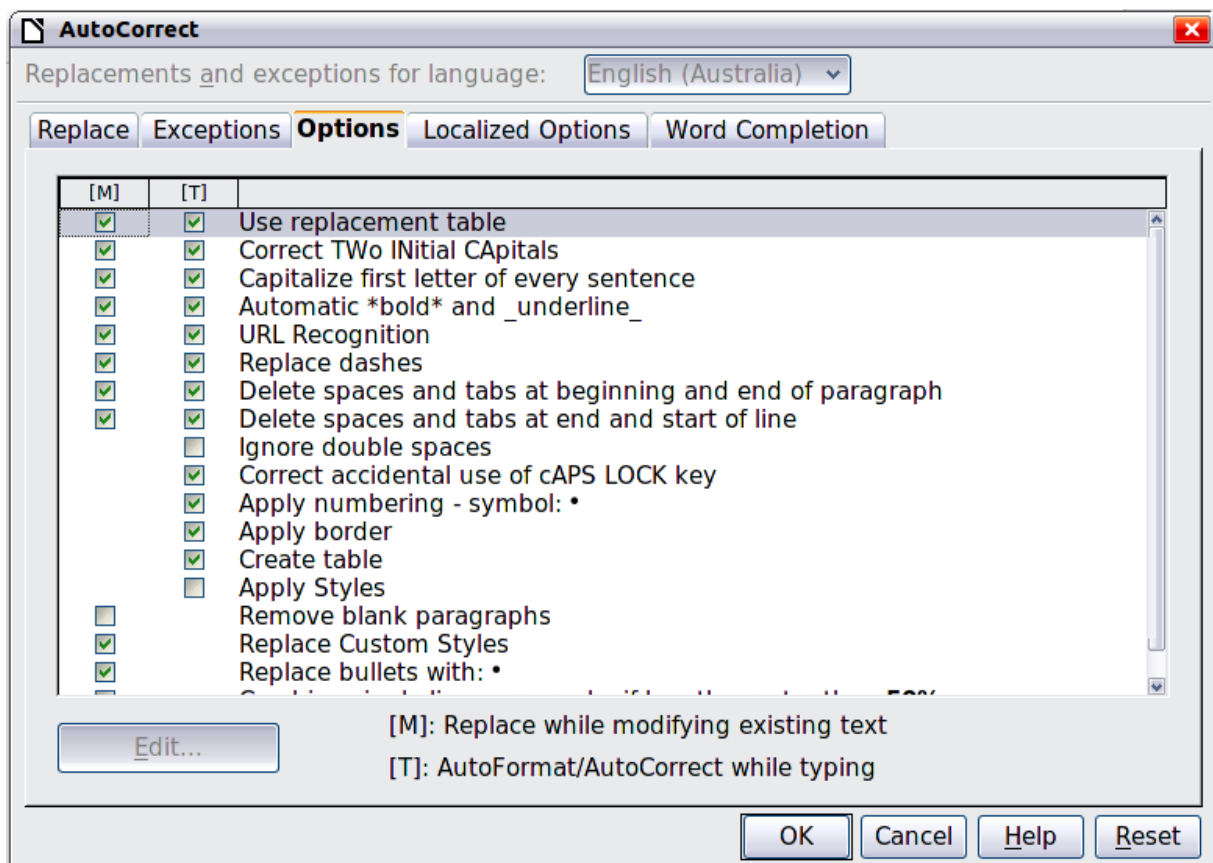 AutoCorrect
Replacements and exceptions for language: English (Australia)
Replace Exceptions Options Localized Options Word Completion
[M] [T]
Use replacement table
Correct TWo INitial CApitals
Capitalize first letter of every sentence
Automatic *bold* and _underline_
URL Recognition
Replace dashes
Delete spaces and tabs at beginning and end of paragraph
Delete spaces and tabs at end and start of line
Ignore double spaces
Correct accidental use of cAPS LOCK key
Apply numbering - symbol: •
Apply border
Create table
Apply Styles
Remove blank paragraphs
Replace Custom Styles
Replace bullets with: •
50%
Edit...
[M]: Replace while modifying existing text
[T]: AutoFormat/AutoCorrect while typing
OK Cancel Help Reset